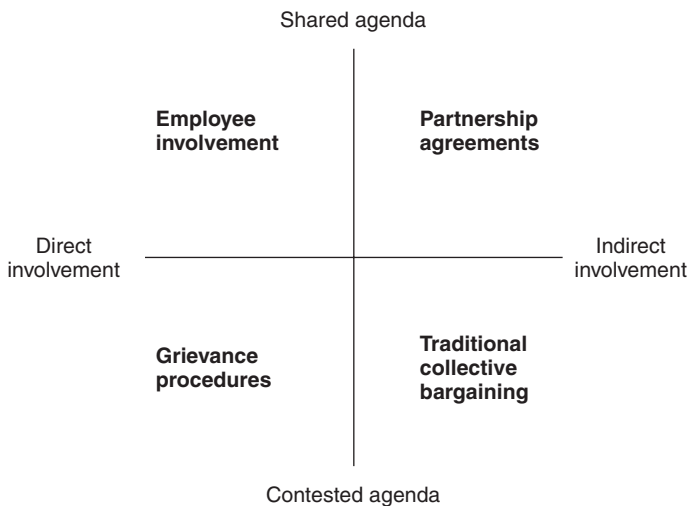 Shared agenda
Employee
involvement
Partnership
agreements
Direct
involvement
Indirect
involvement
Grievance
procedures
Traditional
collective
bargaining
Contested agenda